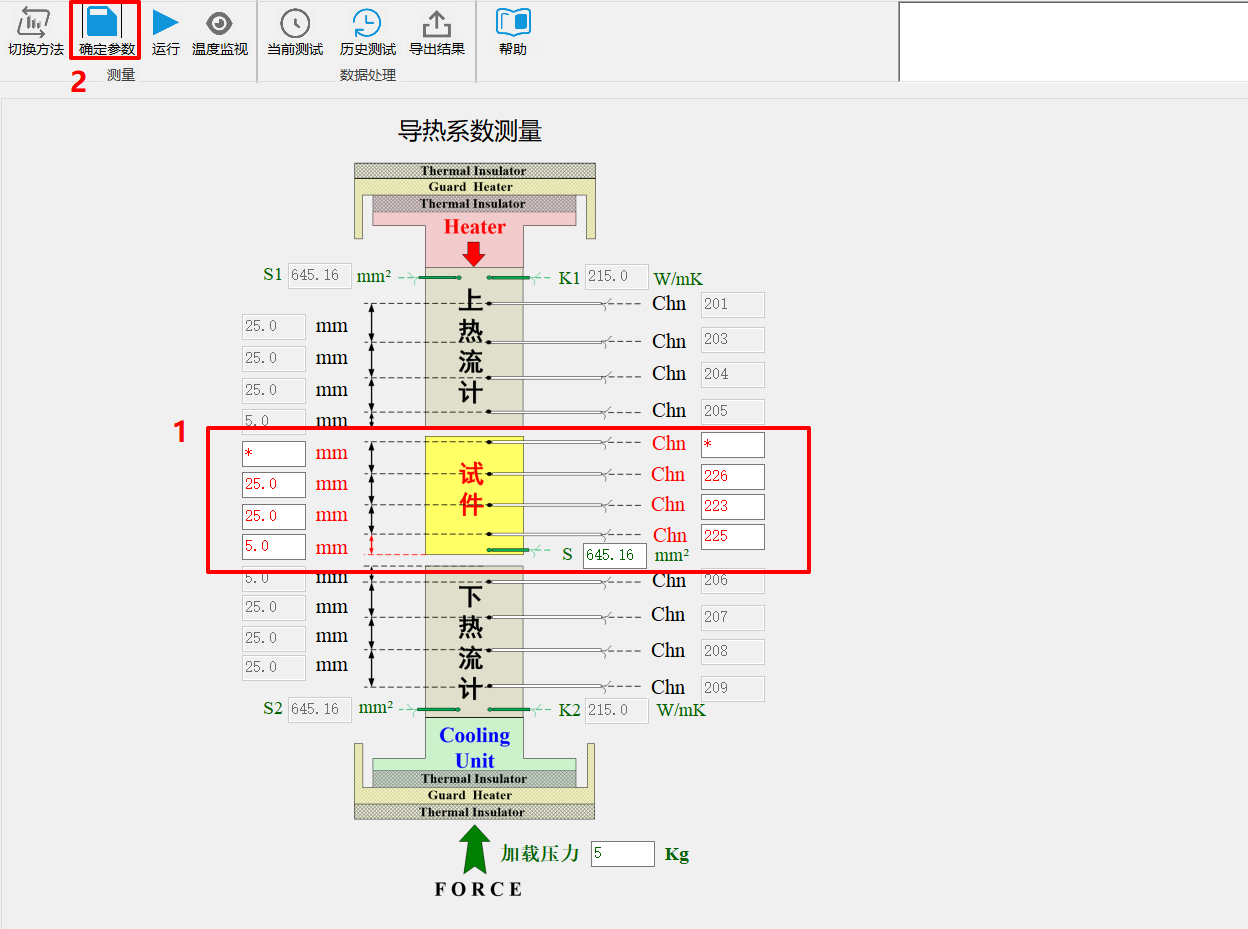 切换方法 确定参数 运行 温度监视 当前测试 历史测试 导出结果 帮助
2 测量 数据处理
导热系数测量
Thermal Insulator
Guard Heater
Thermal Insulator
Heater
S1 645.16 mm² K1 215.0 W/mK
上热流计
Chn 201
25.0 mm Chn 203
25.0 mm Chn 204
25.0 mm Chn 205
5.0 mm
1
* mm Chn *
25.0 mm Chn 226
25.0 mm Chn 223
5.0 mm Chn 225
试件
S 645.16 mm²
5.0 mm Chn 206
25.0 mm Chn 207
25.0 mm Chn 208
25.0 mm Chn 209
下热流计
S2 645.16 mm² K2 215.0 W/mK
Cooling
Unit
Thermal Insulator
Guard Heater
Thermal Insulator
加载压力 5 Kg
FORCE